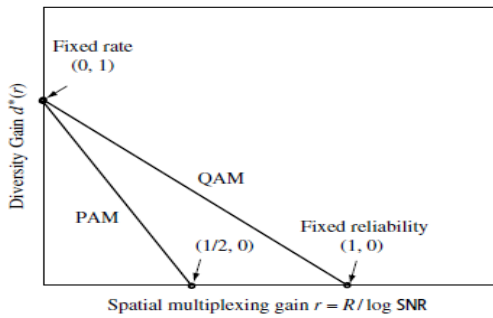 Fixed rate
(0, 1)
Diversity Gain d*(r)
QAM
PAM
Fixed reliability
(1/2, 0)
(1, 0)
Spatial multiplexing gain r = R / log SNR